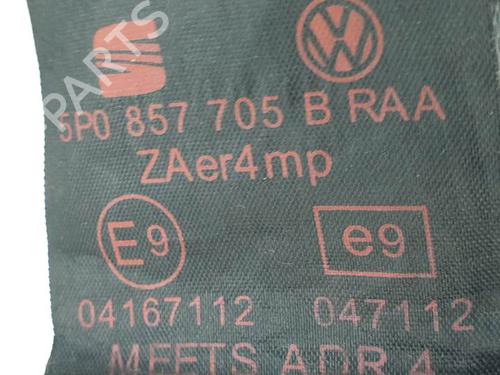 5P0 857 705 B RAA
ZAer4mp
E9 e9
04167112 047112
MEETS ADR 4
PARTS